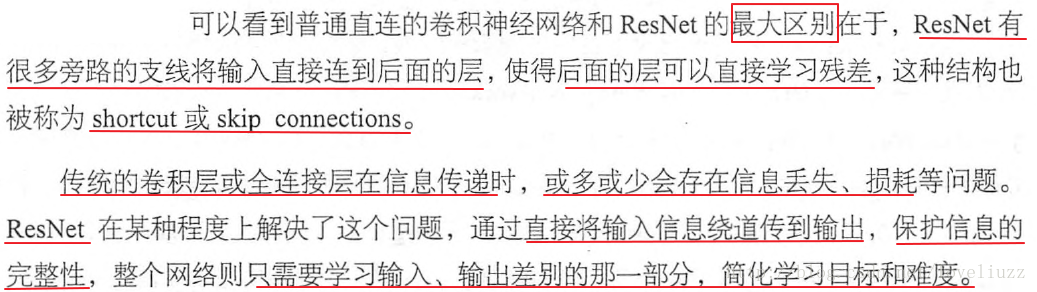 可以看到普通直连的卷积神经网络和 ResNet 的最大区别在于，ResNet 有
很多旁路的支线将输入直接连到后面的层，使得后面的层可以直接学习残差，这种结构也
被称为 shortcut 或 skip connections。
传统的卷积层或全连接层在信息传递时，或多或少会存在信息丢失、损耗等问题。
ResNet 在某种程度上解决了这个问题，通过直接将输入信息绕道传到输出，保护信息的
完整性，整个网络则只需要学习输入、输出差别的那一部分，简化学习目标和难度。